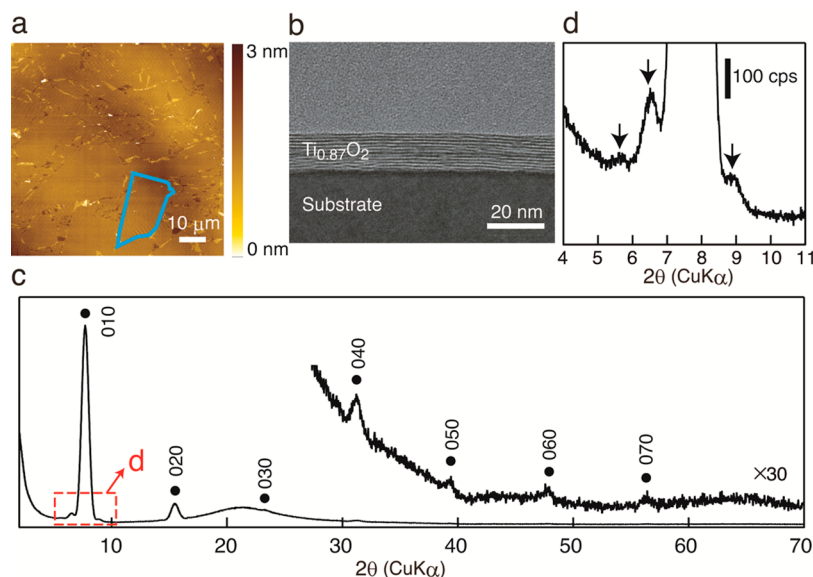 a
3 nm
0 nm
10 μm
b
Ti0.87O2
Substrate
20 nm
d
100 cps
4 5 6 7 8 9 10 11
2θ (CuKα)
c
010
020
030
040
050
060
070
d
×30
10 20 30 40 50 60 70
2θ (CuKα)